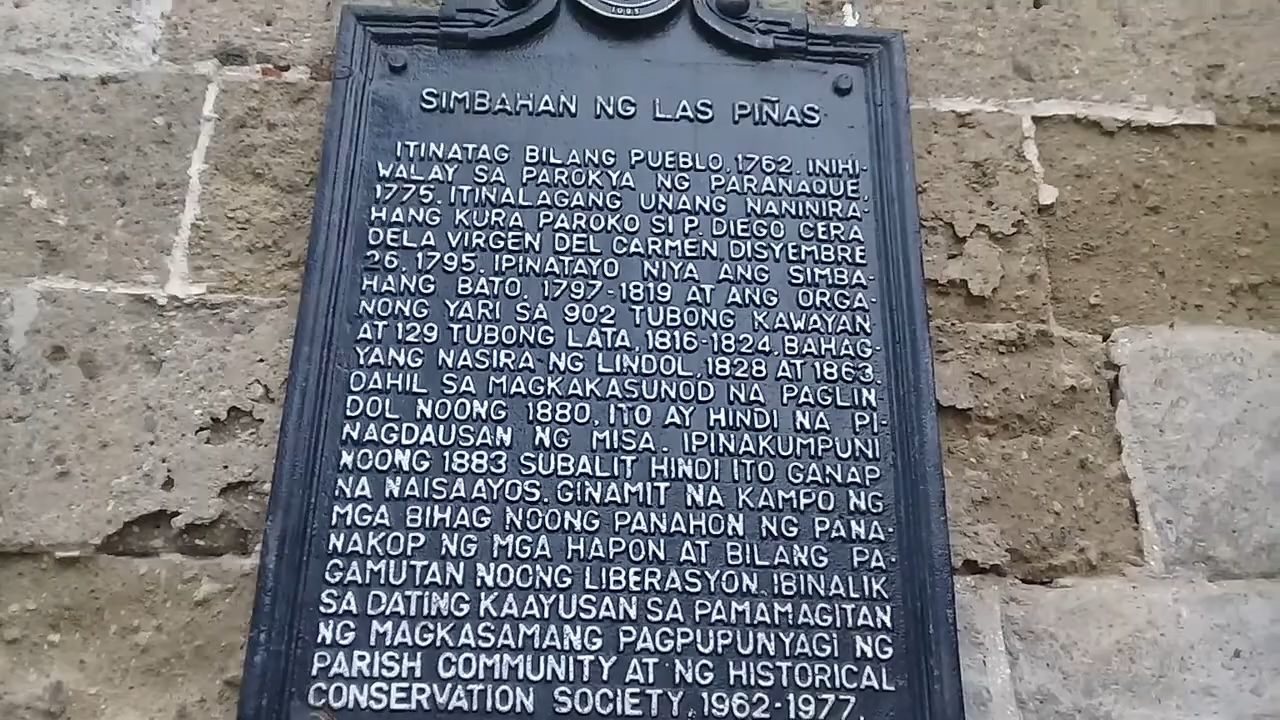 SIMBAHAN NG LAS PIÑAS
ITINATAG BILANG PUEBLO, 1762. INIHI-
WALAY SA PAROKYA NG PARANAQUE,
1775. ITINALAGANG UNANG NANINIRA-
HANG KURA PAROKO SI P. DIEGO CERA
DELA VIRGEN DEL CARMEN, DISYEMBRE
26, 1795. IPINATAYO NIYA ANG SIMBA-
HANG BATO, 1797-1819 AT ANG ORGA-
NONG YARI SA 902 TUBONG KAWAYAN
AT 129 TUBONG LATA, 1816-1824. BAHAG-
YANG NASIRA NG LINDOL, 1828 AT 1863.
DAHIL SA MAGKAKASUNOD NA PAGLIN
DOL NOONG 1880, ITO AY HINDI NA PI-
NAGDAUSAN NG MISA. IPINAKUMPUNI
NOONG 1883 SUBALIT HINDI ITO GANAP
NA NAISAAYOS. GINAMIT NA KAMPO NG
MGA BIHAG NOONG PANAHON NG PANA-
NAKOP NG MGA HAPON AT BILANG PA-
GAMUTAN NOONG LIBERASYON. IBINALIK
SA DATING KAAYUSAN SA PAMAMAGITAN
NG MAGKASAMANG PAGPUPUNYAGI NG
PARISH COMMUNITY AT NG HISTORICAL
CONSERVATION SOCIETY, 1962-1977.